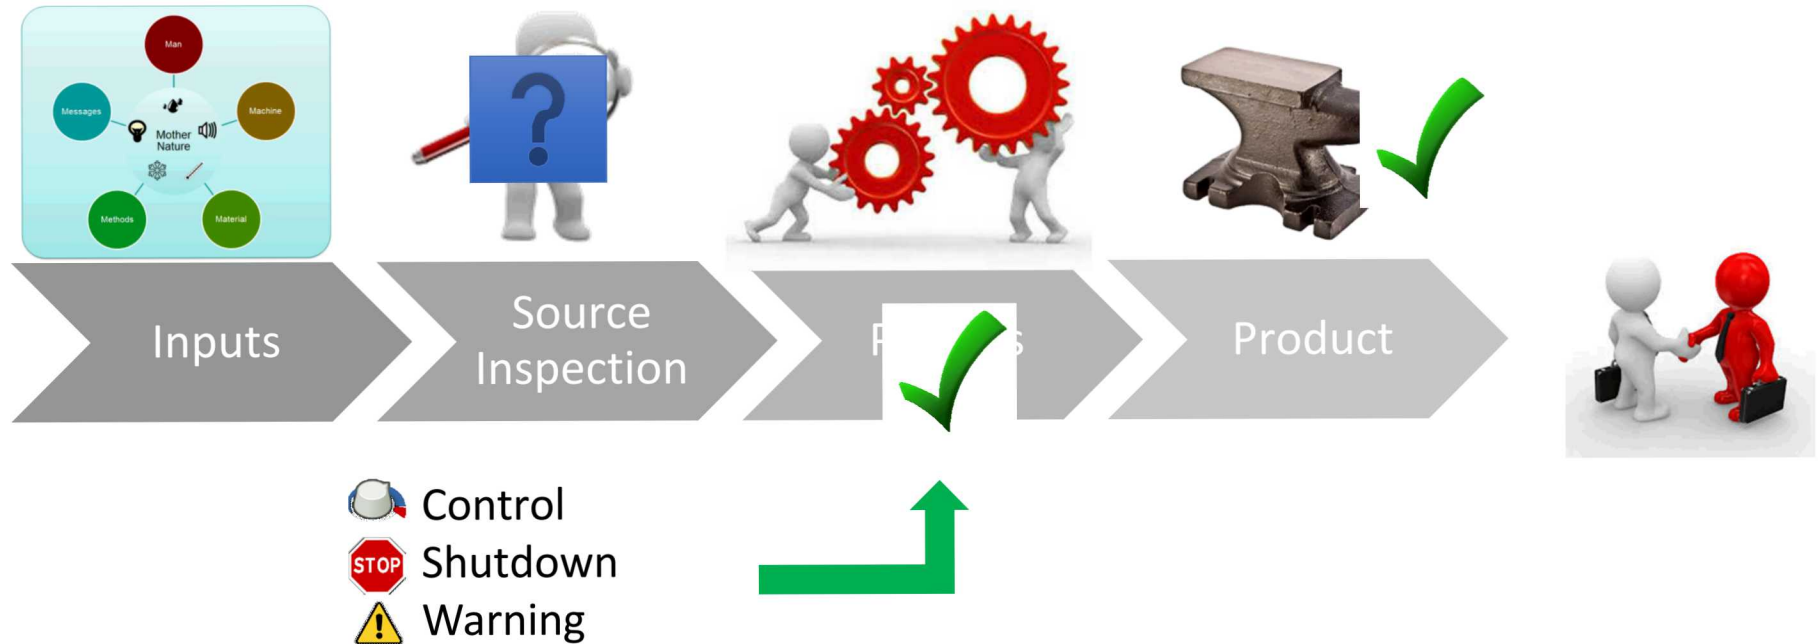 Man
Messages
Machine
Mother
Nature
Methods
Material
?
Inputs
Source
Inspection
Product
Control
STOP
Shutdown
Warning